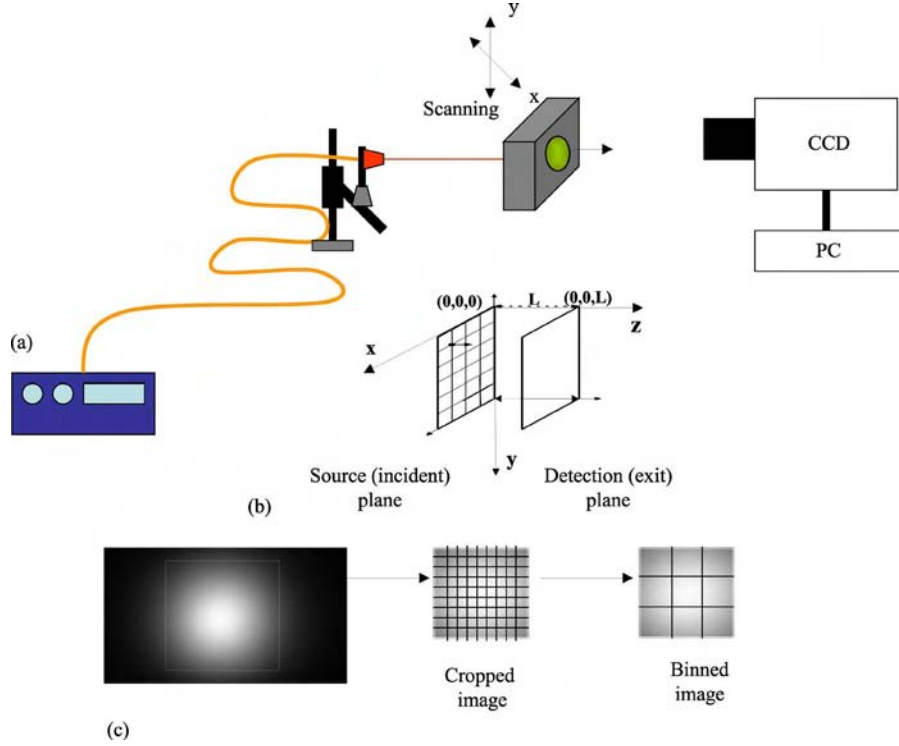 y
x
Scanning
CCD
PC
(a)
(0,0,0)
L
(0,0,L)
z
x
y
Source (incident)
plane
Detection (exit)
plane
(b)
Cropped
image
Binned
image
(c)